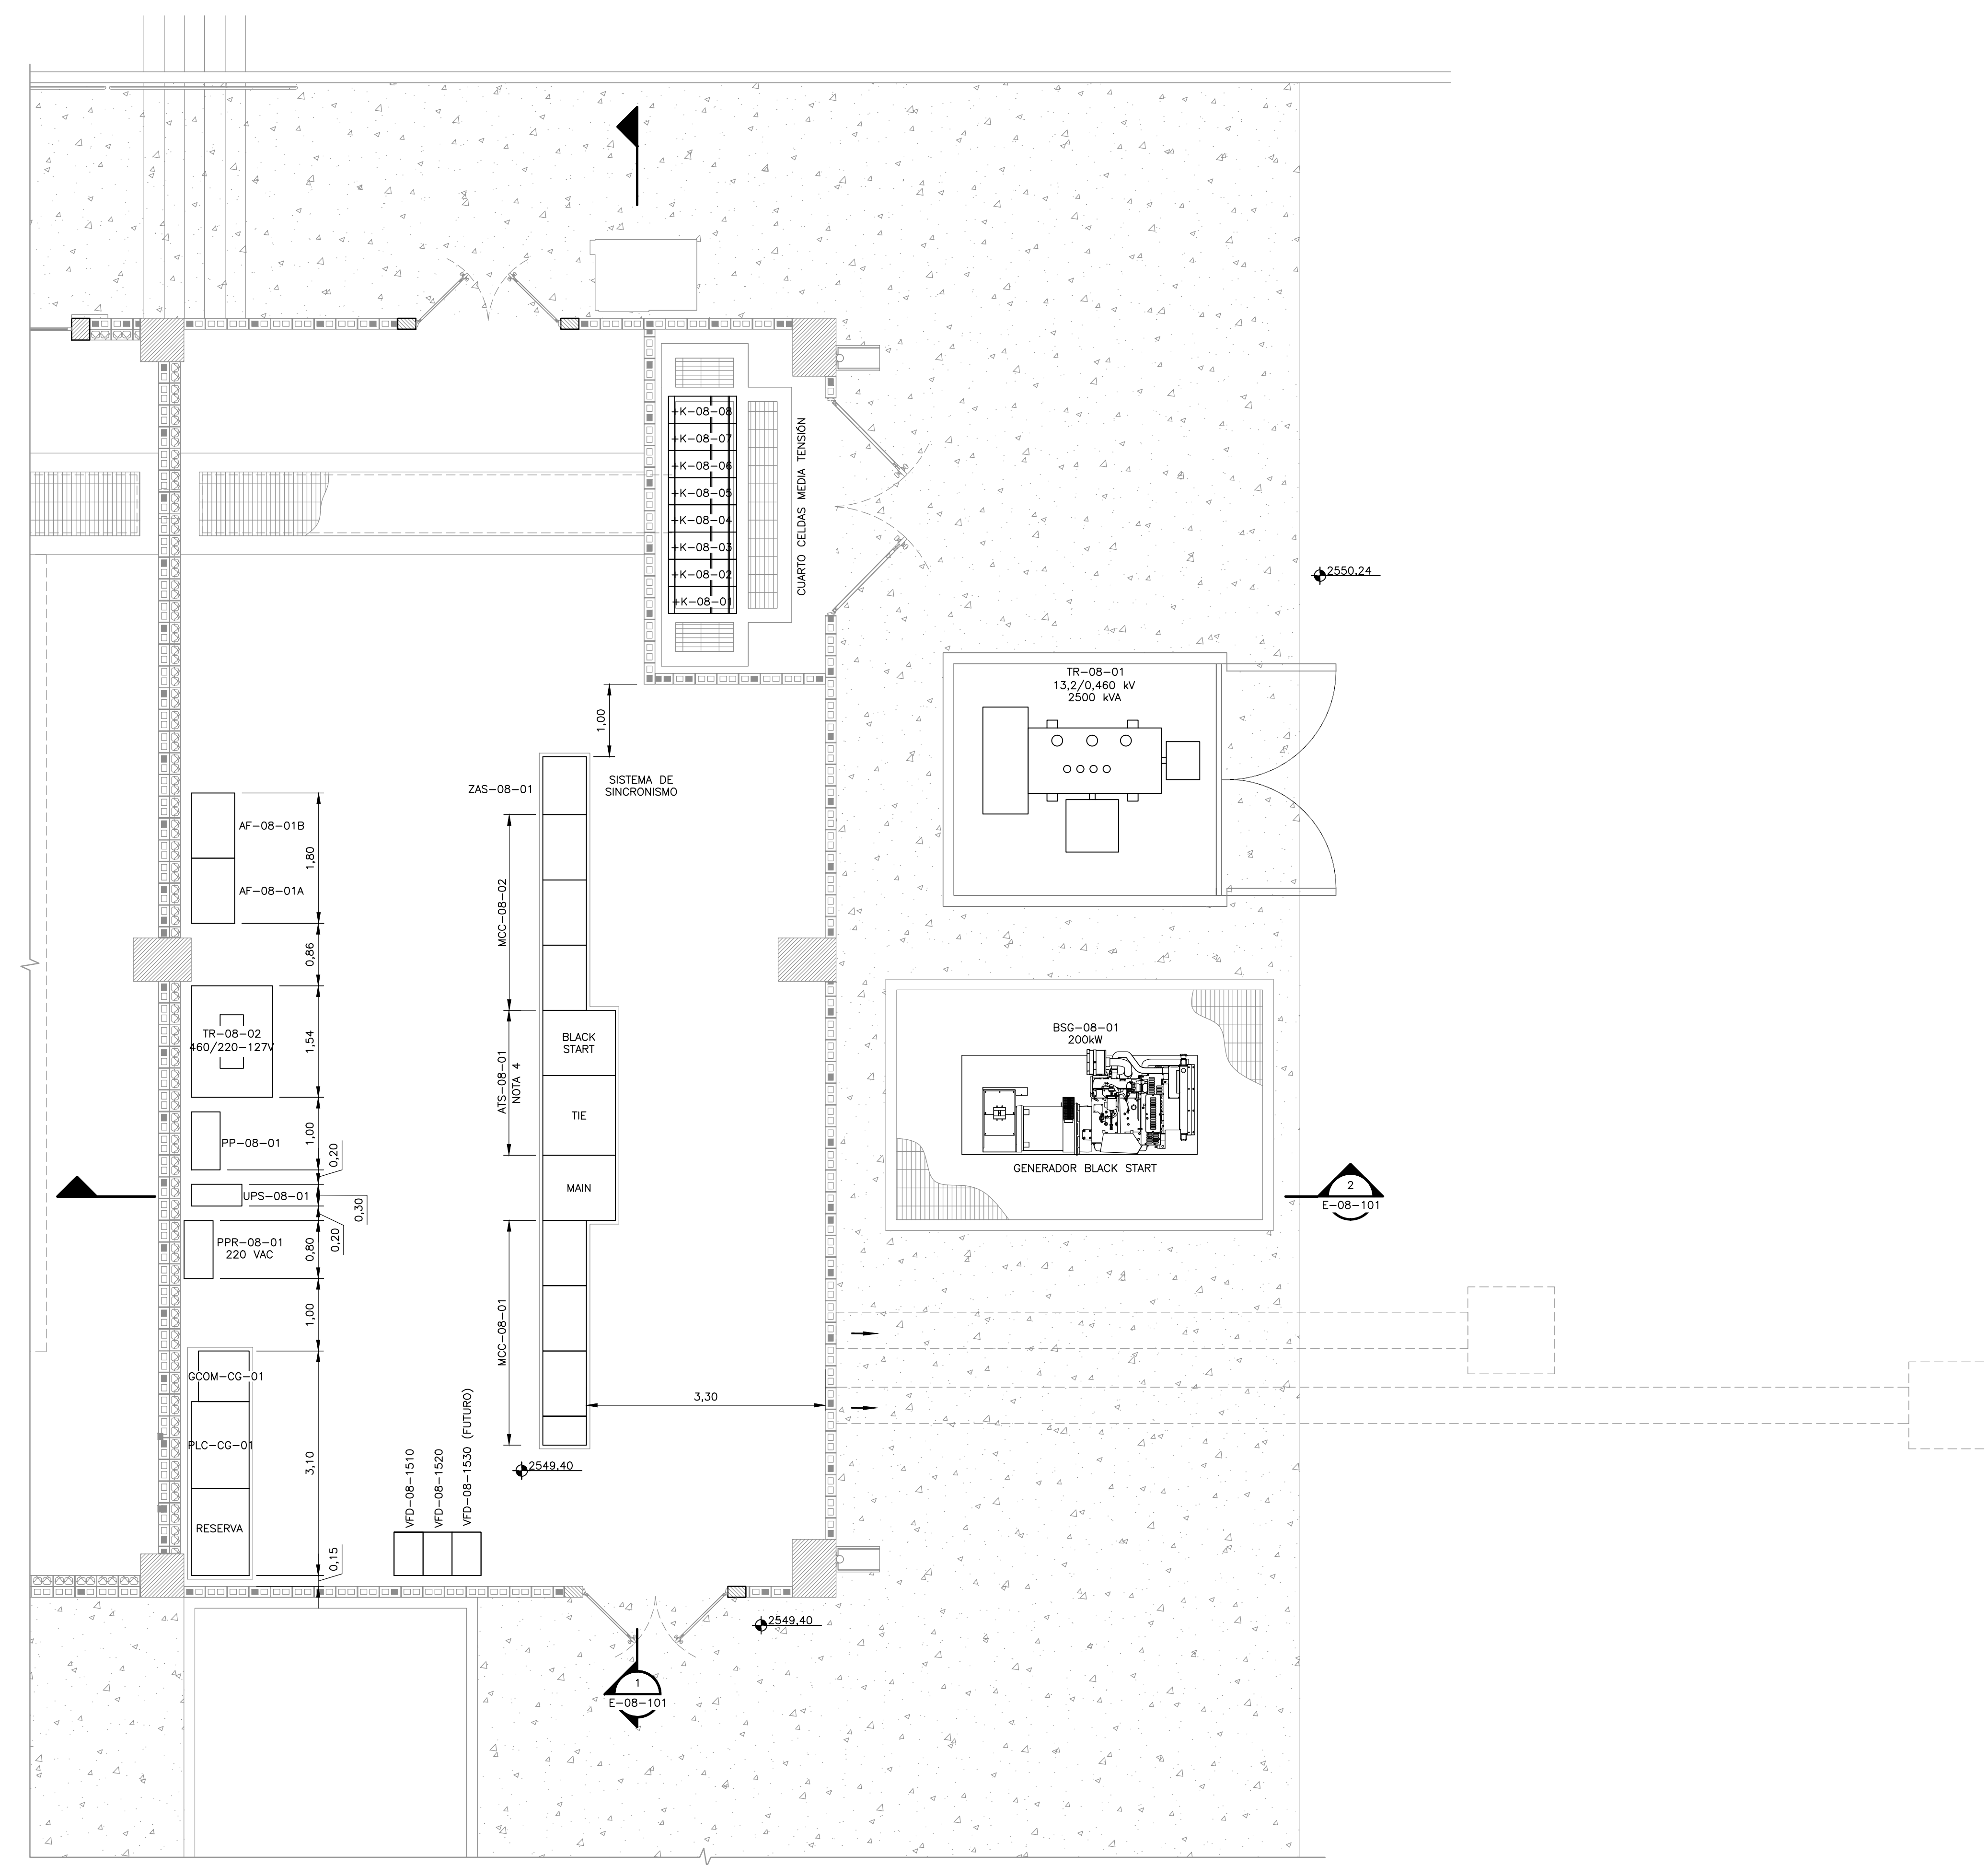 +K-08-08
+K-08-07
+K-08-06
+K-08-05
+K-08-04
+K-08-03
+K-08-02
+K-08-01
CUARTO CELDAS MEDIA TENSIÓN
2550,24
TR-08-01
13,2/0,460 kV
2500 kVA
1,00
ZAS-08-01
SISTEMA DE
SINCRONISMO
AF-08-01B
AF-08-01A
1,80
MCC-08-02
0,86
TR-08-02
460/220-127V
1,54
BLACK
START
ATS-08-01
NOTA 4
TIE
MAIN
BSG-08-01
200kW
GENERADOR BLACK START
PP-08-01
1,00
0,20
UPS-08-01
0,30
0,20
PPR-08-01
220 VAC
0,80
2
E-08-101
1,00
MCC-08-01
GCOM-CG-01
PLC-CG-01
RESERVA
3,10
3,30
VFD-08-1510
VFD-08-1520
VFD-08-1530 (FUTURO)
2549,40
0,15
2549,40
1
E-08-101